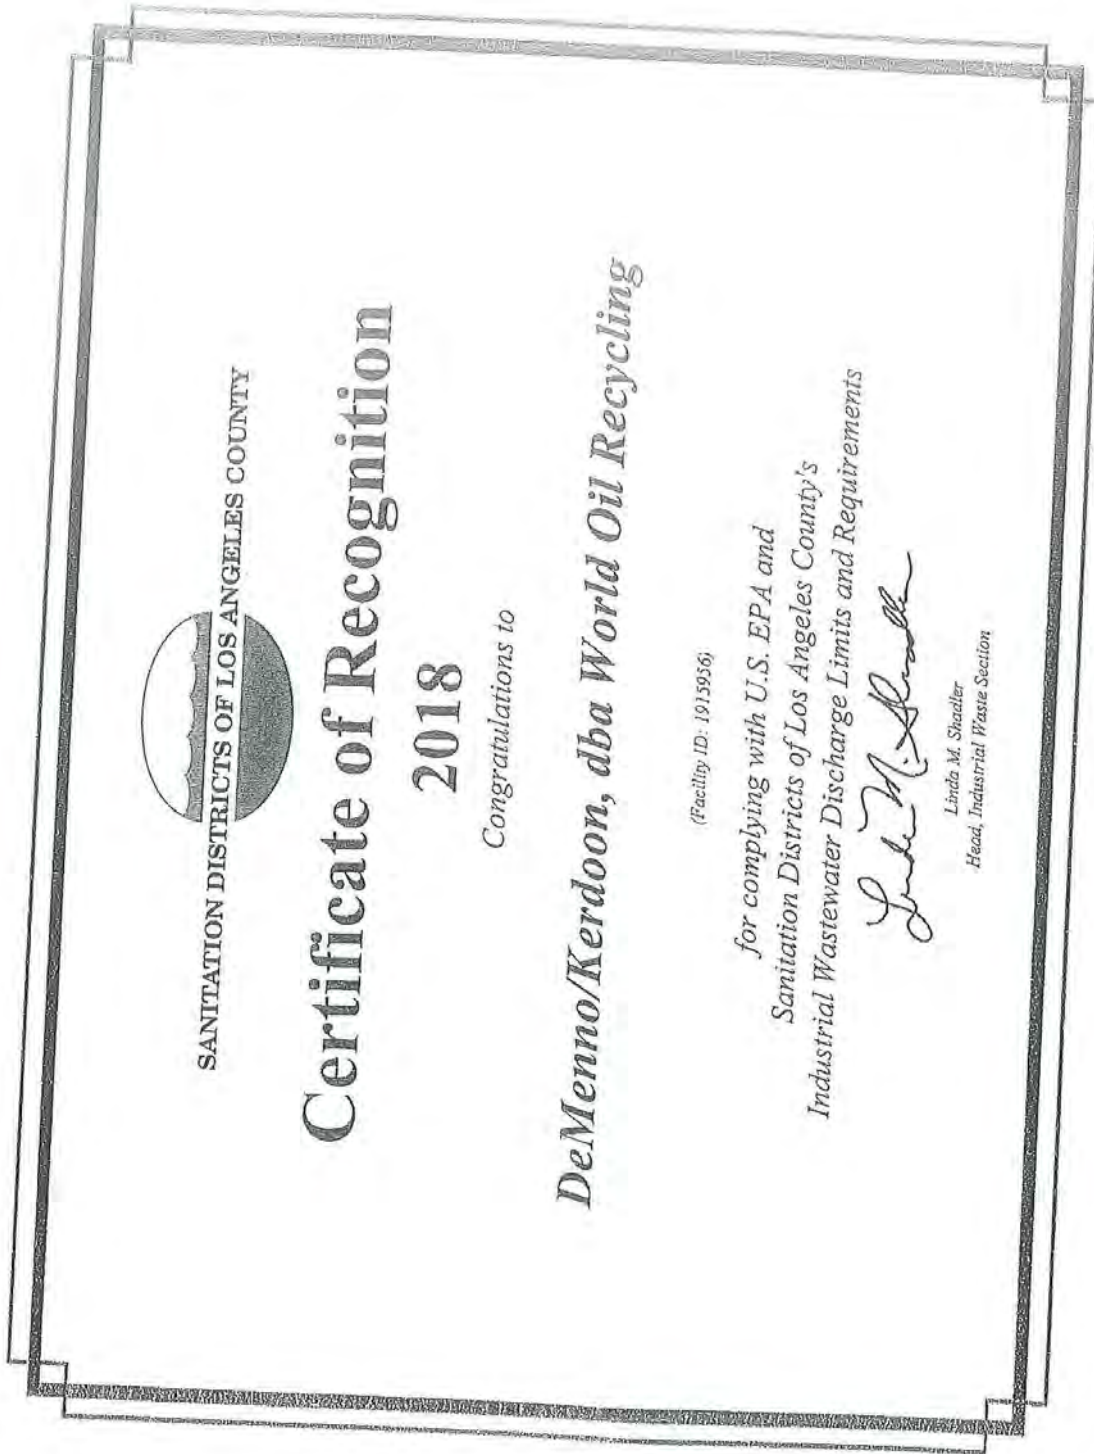 SANITATION DISTRICTS OF LOS ANGELES COUNTY
Certificate of Recognition
2018
Congratulations to
DeMenno/Kerdoon, dba World Oil Recycling
(Facility ID: 1915956)
for complying with U.S. EPA and
Sanitation Districts of Los Angeles County's
Industrial Wastewater Discharge Limits and Requirements
Linda M. Shadler
Linda M. Shadler
Head, Industrial Waste Section